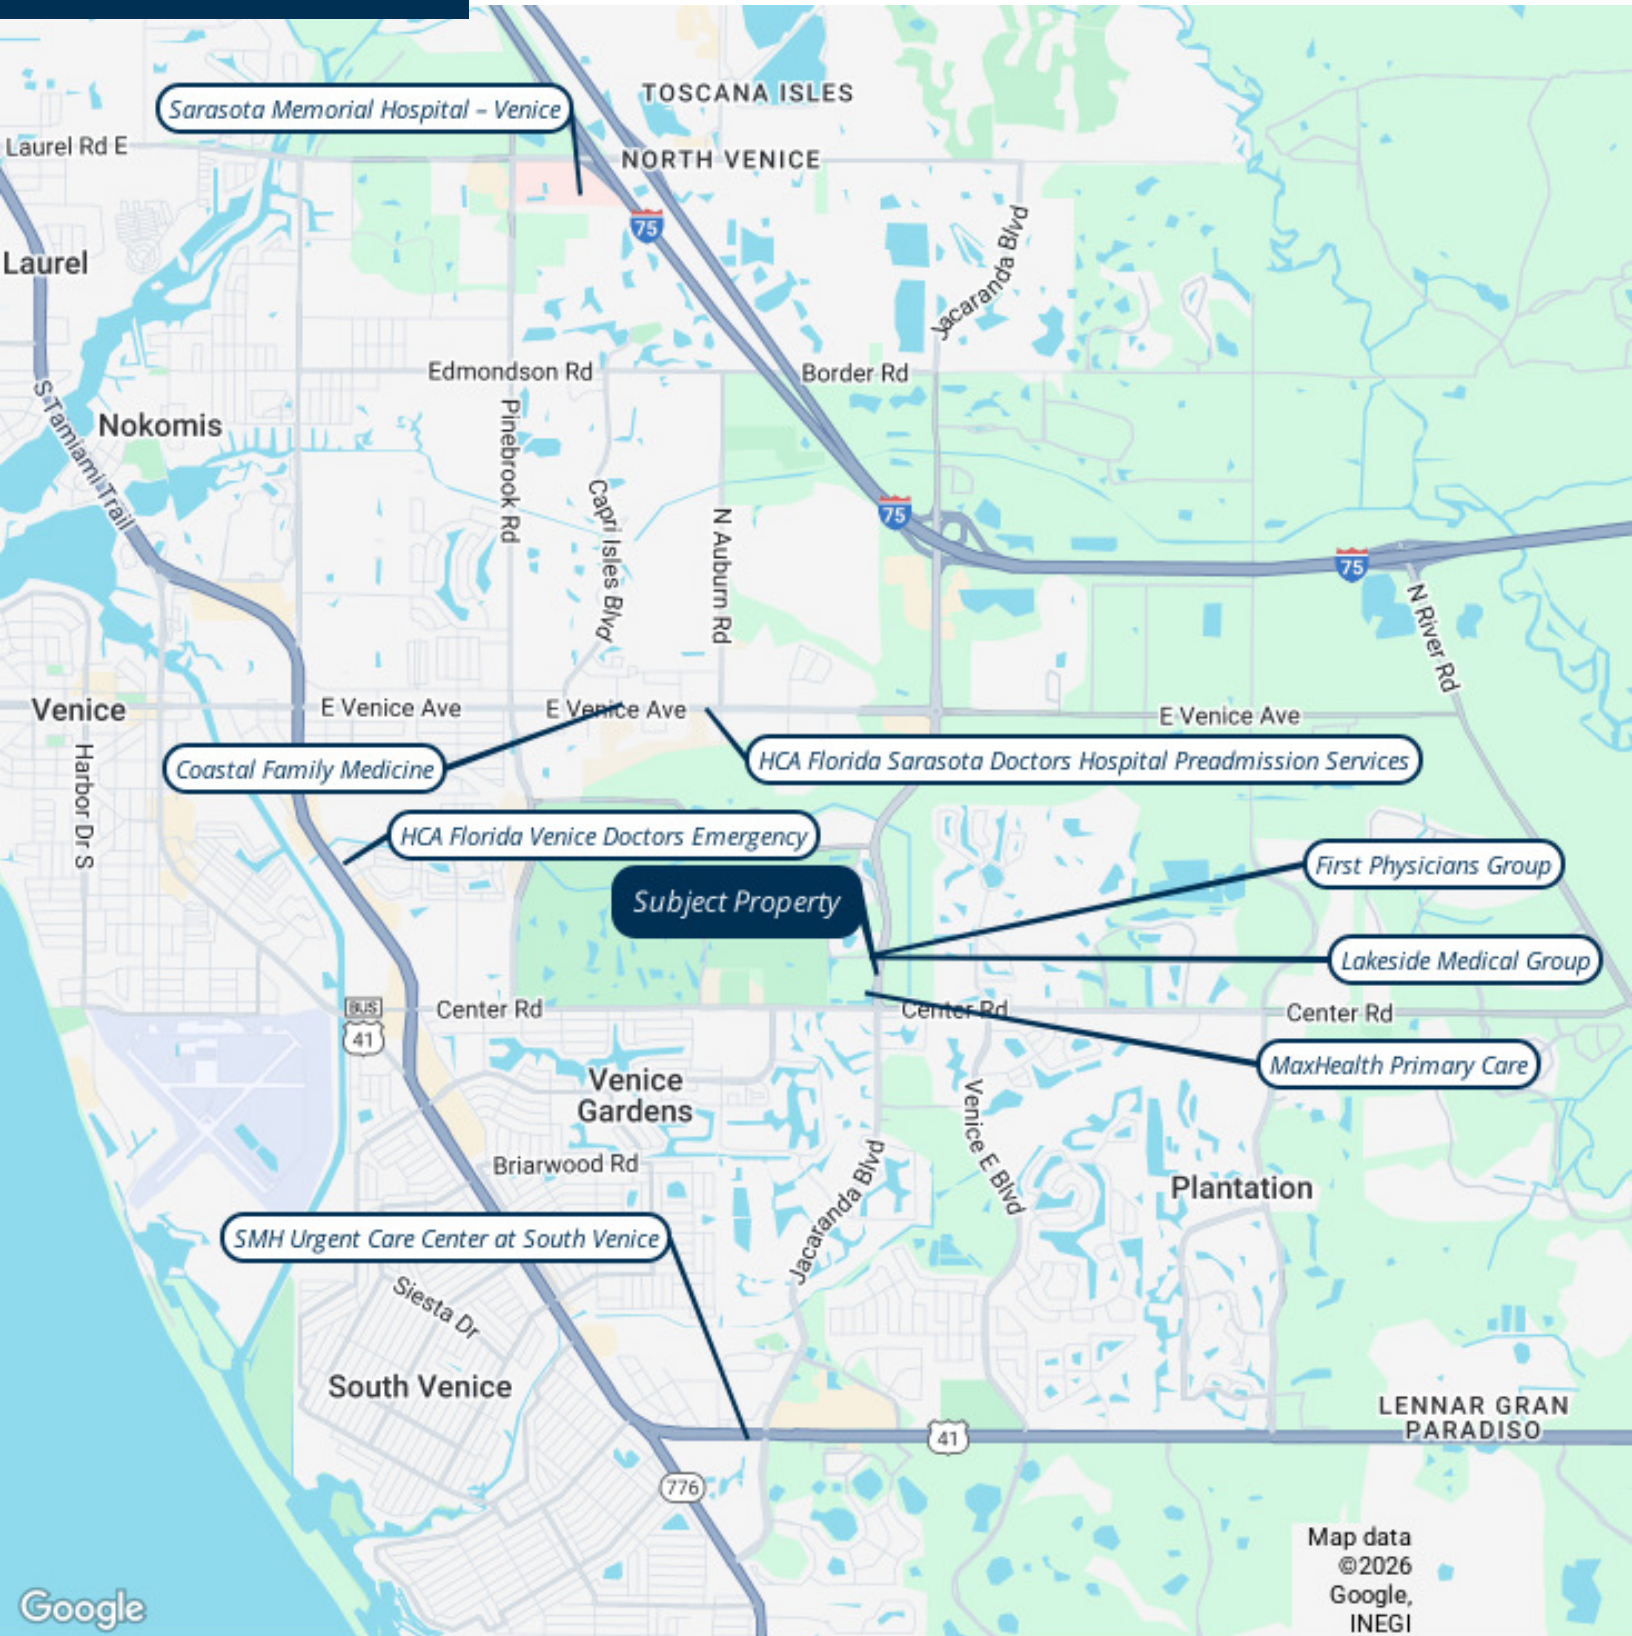 TOSCANA ISLES
Sarasota Memorial Hospital – Venice
Laurel Rd E
NORTH VENICE
75
Jacaranda Blvd
Laurel
Edmondson Rd
Border Rd
S Tamiami Trail
Nokomis
Pinebrook Rd
Capri Isles Blvd
N Auburn Rd
75
75
N River Rd
Venice
E Venice Ave
E Venice Ave
E Venice Ave
Harbor Dr S
Coastal Family Medicine
HCA Florida Sarasota Doctors Hospital Preadmission Services
HCA Florida Venice Doctors Emergency
First Physicians Group
Subject Property
Lakeside Medical Group
BUS
41
Center Rd
Center Rd
Center Rd
MaxHealth Primary Care
Venice
Gardens
Venice E Blvd
Briarwood Rd
Jacaranda Blvd
Plantation
SMH Urgent Care Center at South Venice
Siesta Dr
South Venice
LENNAR GRAN
PARADISO
41
776
Map data
©2026
Google,
INEGI
Google